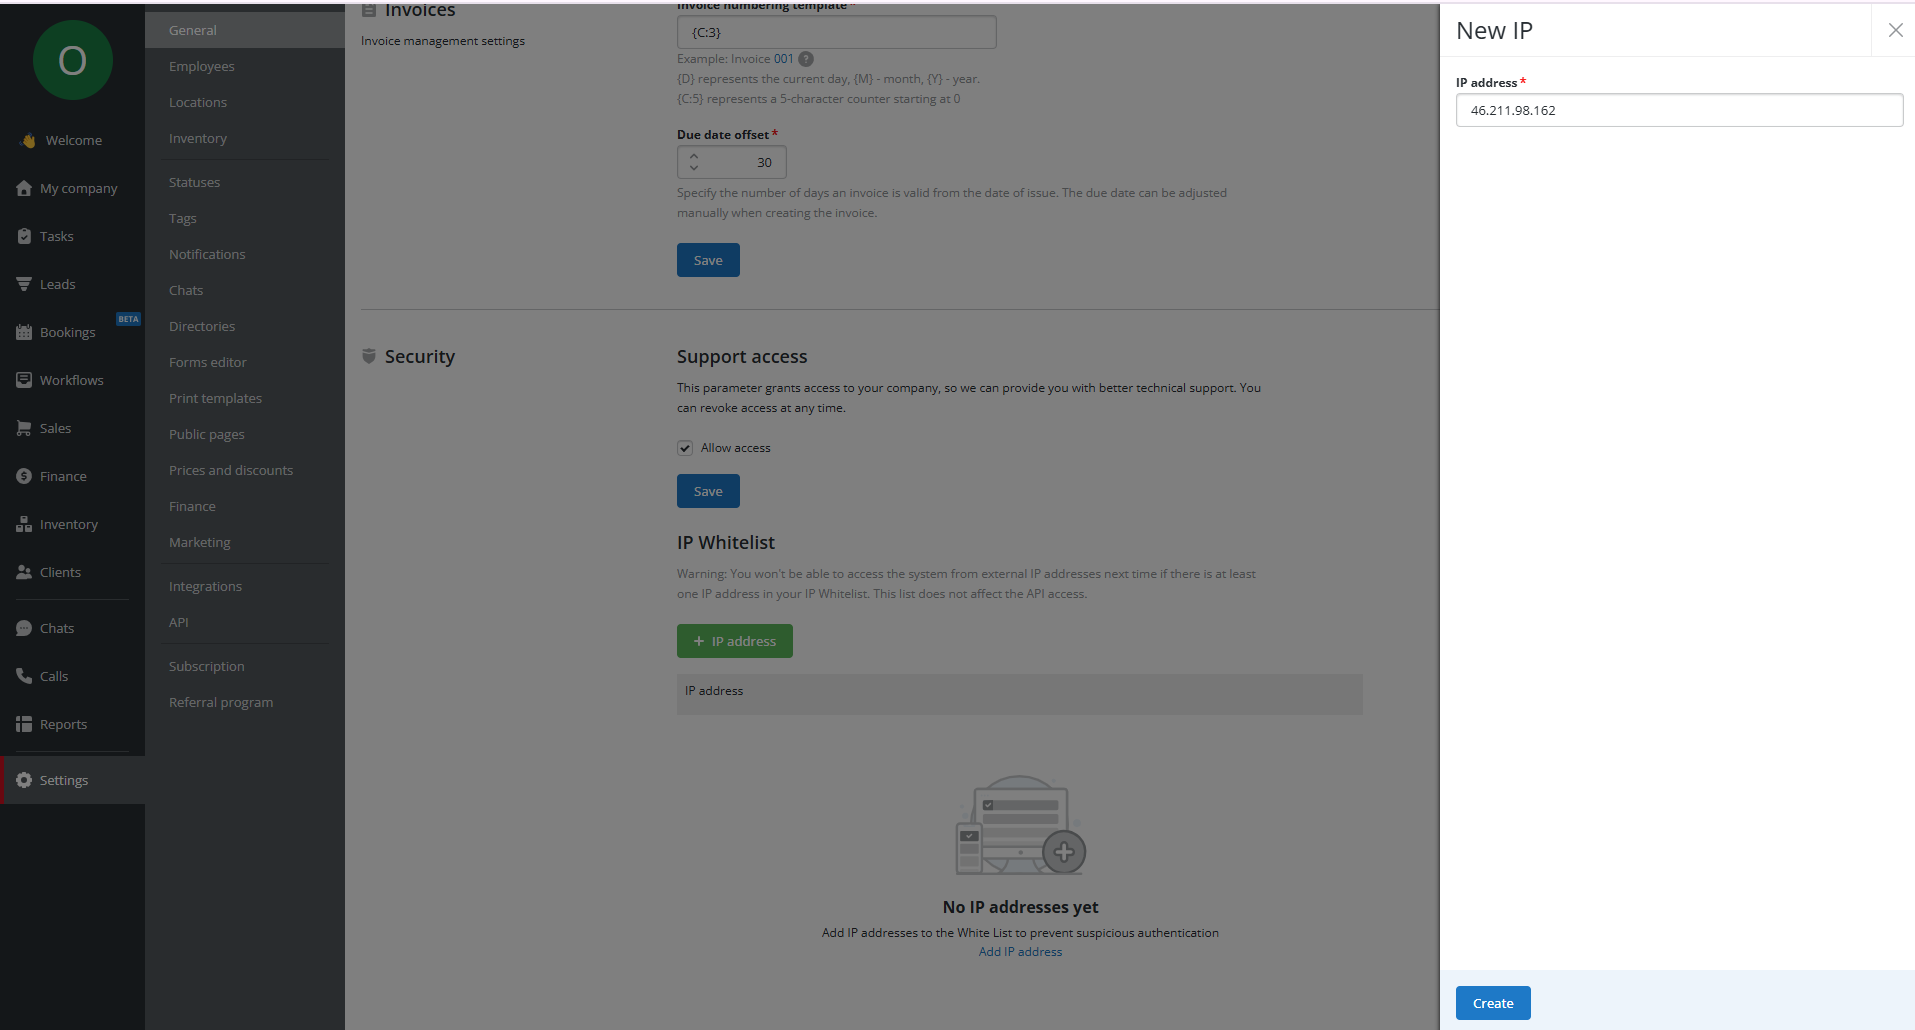 O
Welcome
My company
Tasks
Leads
Bookings
BETA
Workflows
Sales
Finance
Inventory
Clients
Chats
Calls
Reports
Settings
General
Employees
Locations
Inventory
Statuses
Tags
Notifications
Chats
Directories
Forms editor
Print templates
Public pages
Prices and discounts
Finance
Marketing
Integrations
API
Subscription
Referral program
Invoices
Invoice management settings
Invoice numbering template *
{C:3}
Example: Invoice 001 ?
{D} represents the current day, {M} - month, {Y} - year.
{C:5} represents a 5-character counter starting at 0
Due date offset *
30
Specify the number of days an invoice is valid from the date of issue. The due date can be adjusted
manually when creating the invoice.
Save
Security
Support access
This parameter grants access to your company, so we can provide you with better technical support. You
can revoke access at any time.
Allow access
Save
IP Whitelist
Warning: You won't be able to access the system from external IP addresses next time if there is at least
one IP address in your IP Whitelist. This list does not affect the API access.
+ IP address
IP address
No IP addresses yet
Add IP addresses to the White List to prevent suspicious authentication
Add IP address
New IP
IP address *
46.211.98.162
Create